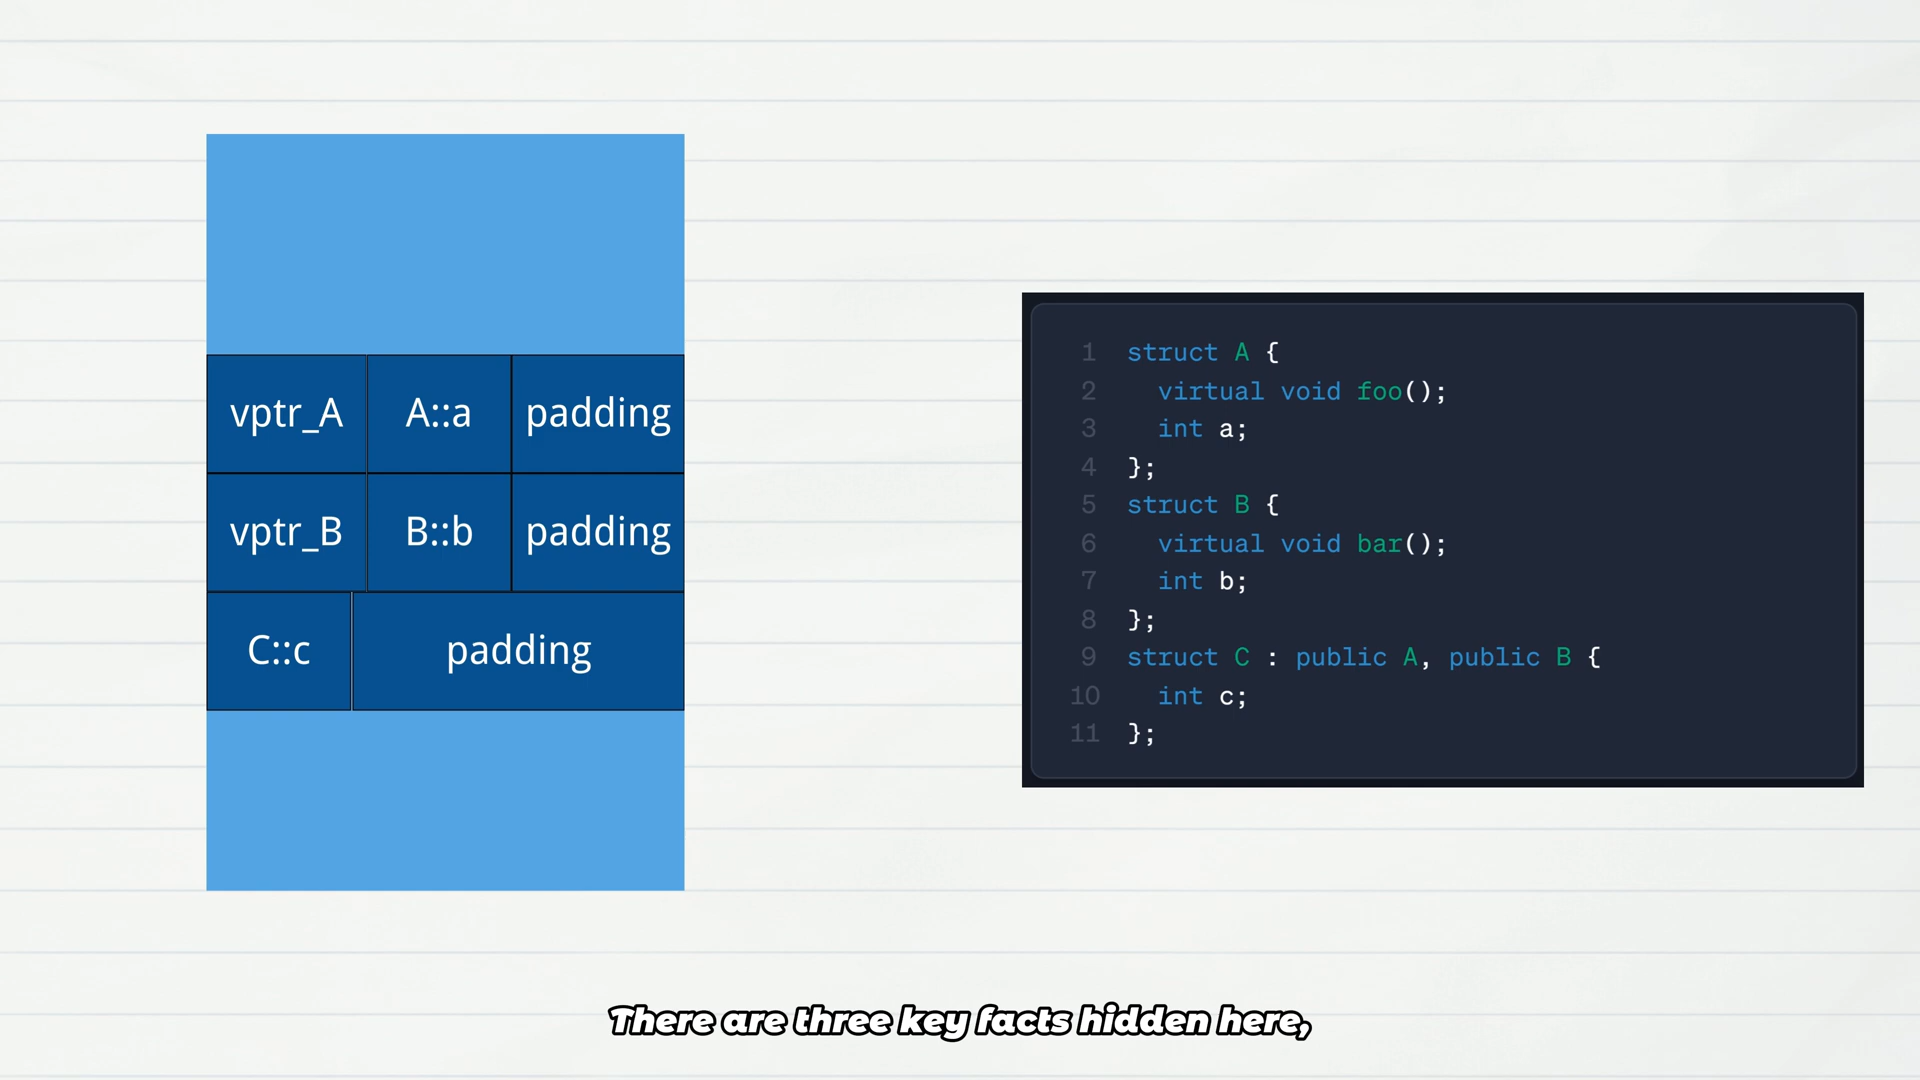 vptr_A A::a padding
vptr_B B::b padding
C::c padding
1 struct A {
2 virtual void foo();
3 int a;
4 };
5 struct B {
6 virtual void bar();
7 int b;
8 };
9 struct C : public A, public B {
10 int c;
11 };
There are three key facts hidden here,